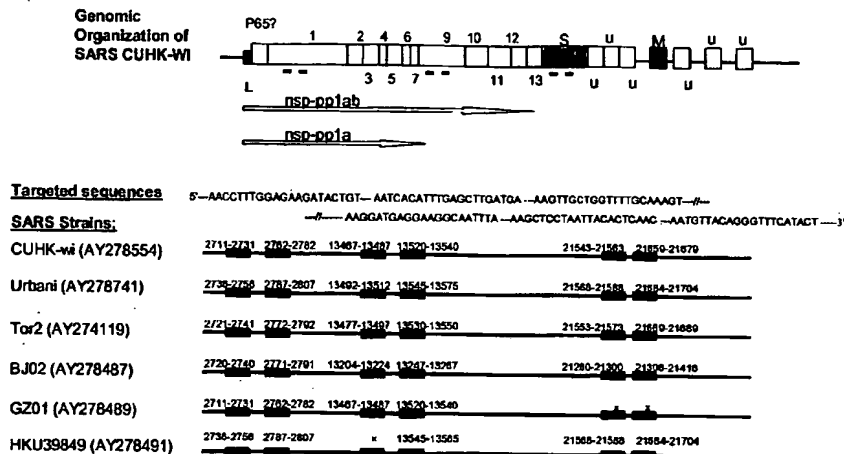 Genomic
Organization of
SARS CUHK-WI
P65?
1 2 4 6 9 10 12 S u M u u
3 5 7 11 13 u u u
L
nsp-pp1ab
nsp-pp1a
Targeted sequences
5'---AACCTTTGGAGAAGATACTGT--- AATCACATTTGAGCTTGATGA ---AAGTTGCTGGTTTTGCAAAGT---//---
SARS Strains:
---//--- AAGGATGAGGAAGGCAATTTA ---AAGCTCCTAATTACACTCAAC ---AATGTTACAGGGTTTCATACT ----3'
CUHK-wi (AY278554) 2711-2731 2762-2782 13467-13487 13520-13540 21543-21563 21659-21679
Urbani (AY278741) 2736-2756 2787-2807 13492-13512 13545-13575 21568-21588 21684-21704
Tor2 (AY274119) 2721-2741 2772-2792 13477-13497 13530-13550 21553-21573 21669-21689
BJ02 (AY278487) 2720-2740 2771-2791 13204-13224 13247-13267 21280-21300 21396-21416
GZ01 (AY278489) 2711-2731 2762-2782 13467-13487 13520-13540 x x
HKU39849 (AY278491) 2736-2756 2787-2807 x 13545-13565 21568-21588 21684-21704